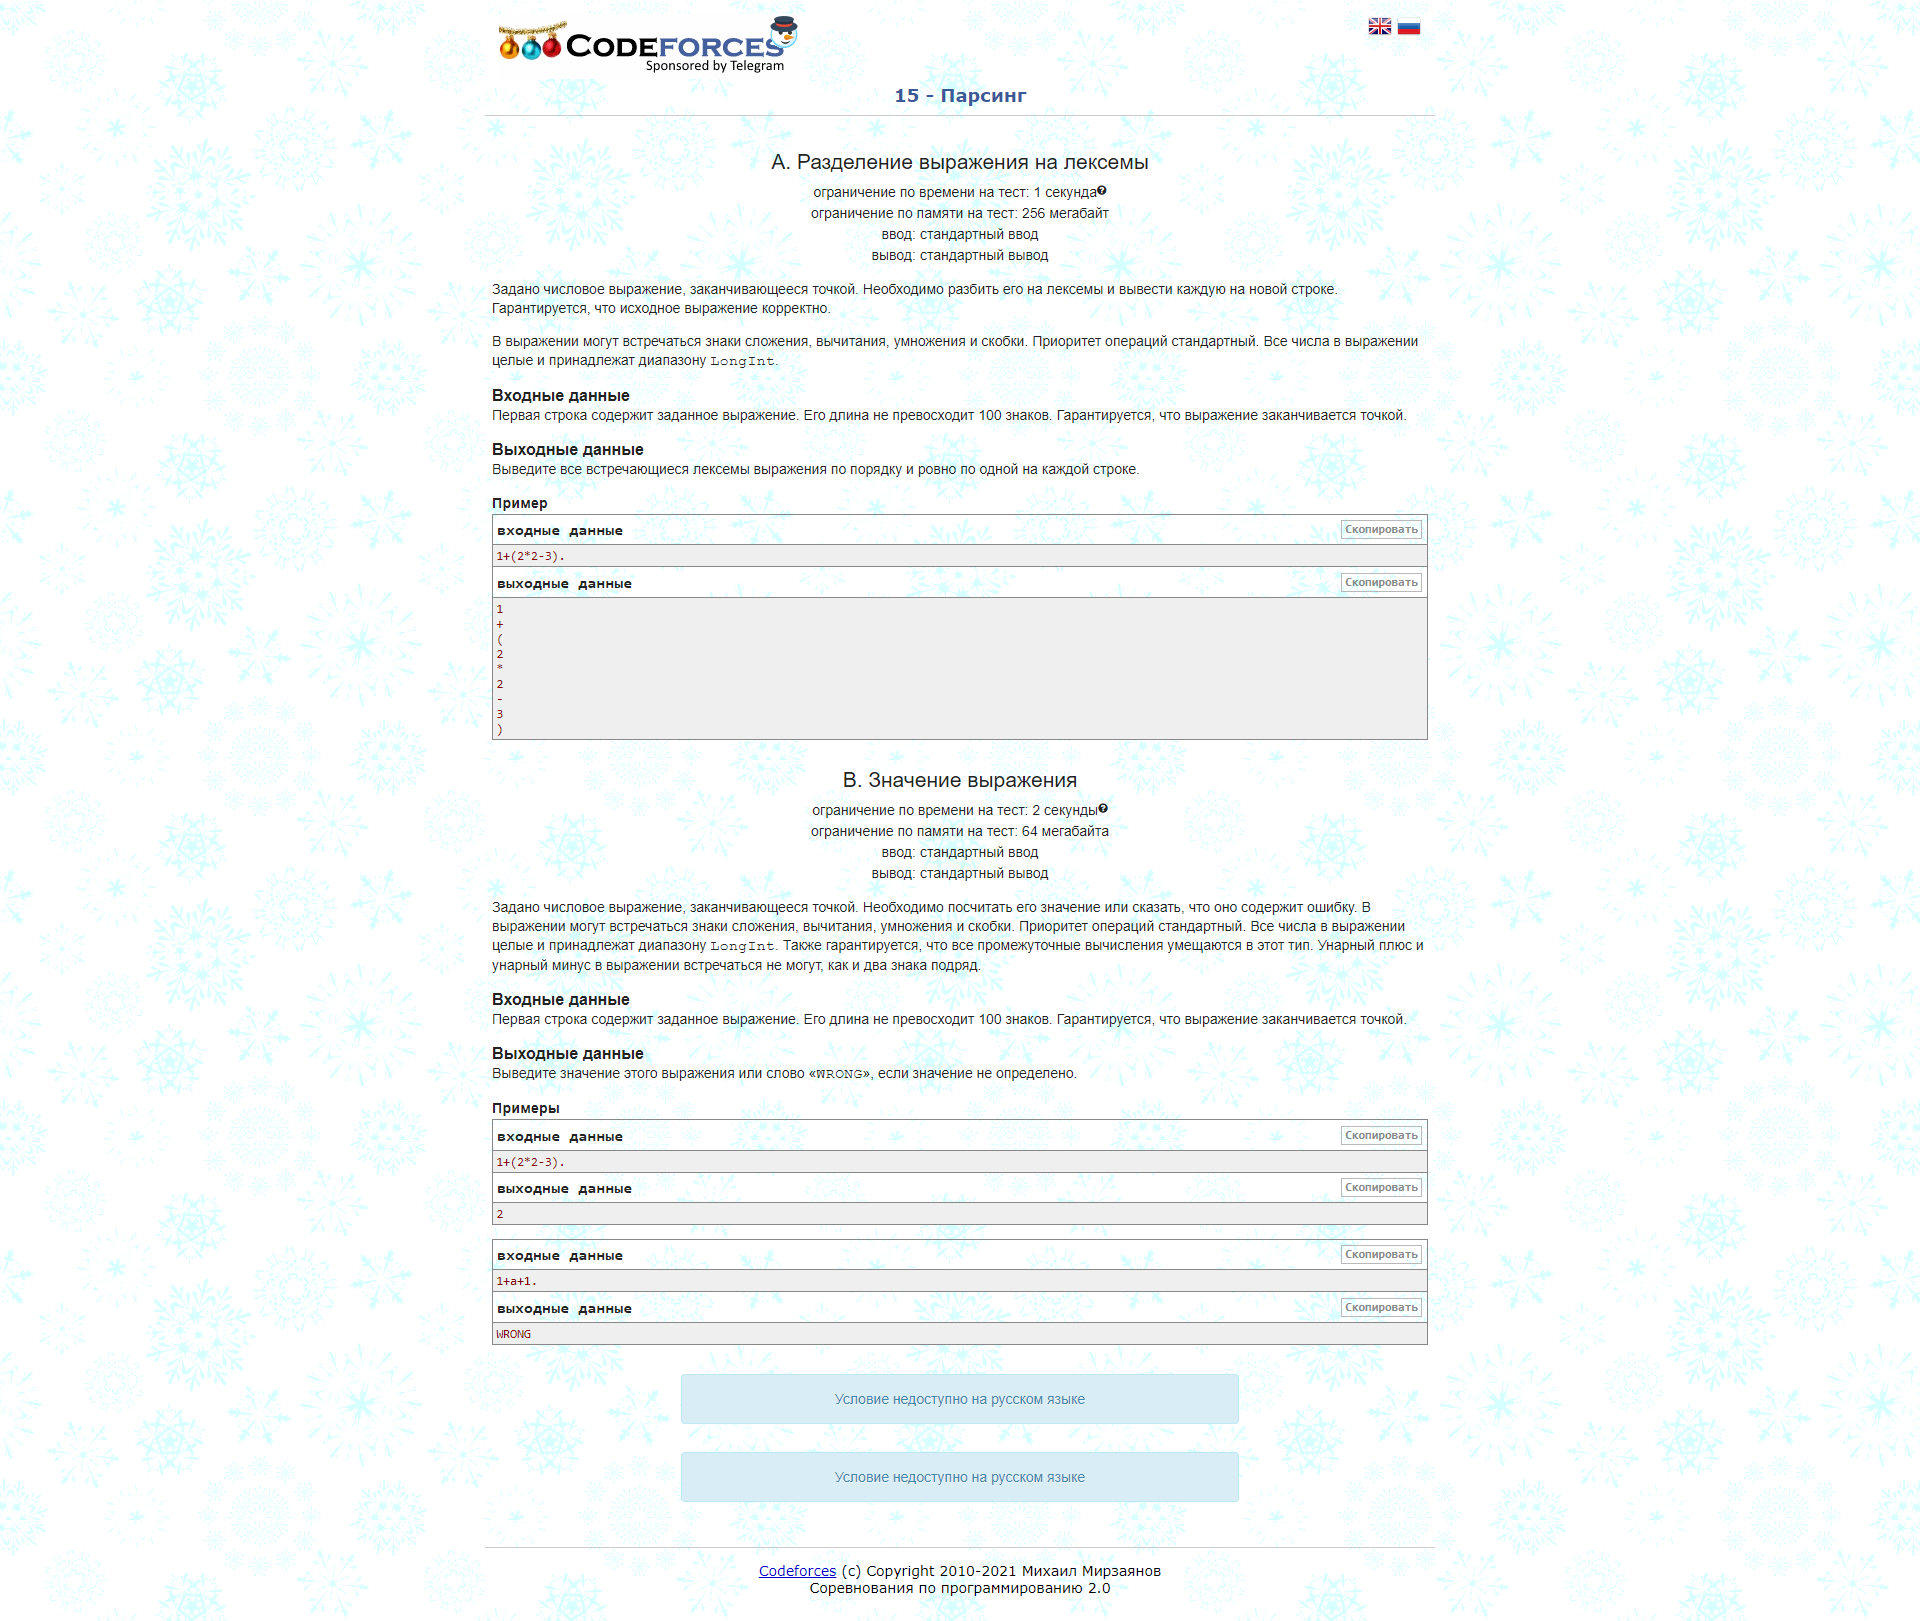 CODEFORCES
Sponsored by Telegram
15 - Парсинг
A. Разделение выражения на лексемы
ограничение по времени на тест: 1 секунда
ограничение по памяти на тест: 256 мегабайт
ввод: стандартный ввод
вывод: стандартный вывод
Задано числовое выражение, заканчивающееся точкой. Необходимо разбить его на лексемы и вывести каждую на новой строке.
Гарантируется, что исходное выражение корректно.
В выражении могут встречаться знаки сложения, вычитания, умножения и скобки. Приоритет операций стандартный. Все числа в выражении
целые и принадлежат диапазону LongInt.
Входные данные
Первая строка содержит заданное выражение. Его длина не превосходит 100 знаков. Гарантируется, что выражение заканчивается точкой.
Выходные данные
Выведите все встречающиеся лексемы выражения по порядку и ровно по одной на каждой строке.
Пример
входные данные Скопировать
1+(2*2-3).
выходные данные Скопировать
1
+
(
2
*
2
-
3
)
B. Значение выражения
ограничение по времени на тест: 2 секунды
ограничение по памяти на тест: 64 мегабайта
ввод: стандартный ввод
вывод: стандартный вывод
Задано числовое выражение, заканчивающееся точкой. Необходимо посчитать его значение или сказать, что оно содержит ошибку. В
выражении могут встречаться знаки сложения, вычитания, умножения и скобки. Приоритет операций стандартный. Все числа в выражении
целые и принадлежат диапазону LongInt. Также гарантируется, что все промежуточные вычисления умещаются в этот тип. Унарный плюс и
унарный минус в выражении встречаться не могут, как и два знака подряд.
Входные данные
Первая строка содержит заданное выражение. Его длина не превосходит 100 знаков. Гарантируется, что выражение заканчивается точкой.
Выходные данные
Выведите значение этого выражения или слово «WRONG», если значение не определено.
Примеры
входные данные Скопировать
1+(2*2-3).
выходные данные Скопировать
2
входные данные Скопировать
1+a+1.
выходные данные Скопировать
WRONG
Условие недоступно на русском языке
Условие недоступно на русском языке
Codeforces (c) Copyright 2010-2021 Михаил Мирзаянов
Соревнования по программированию 2.0